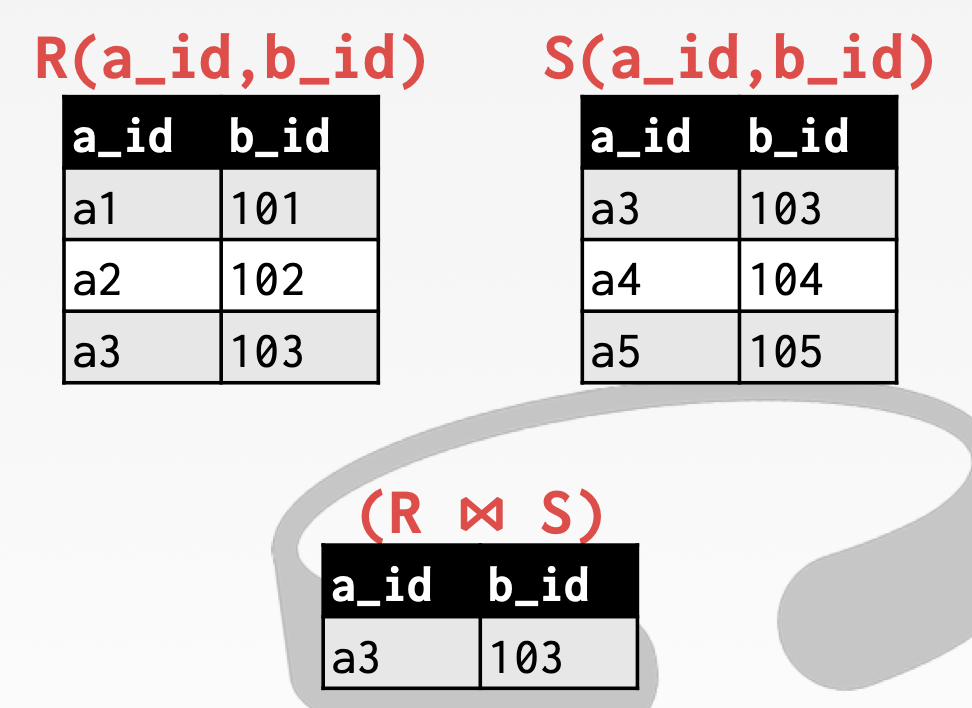 R(a_id,b_id)
a_id b_id
a1 101
a2 102
a3 103
S(a_id,b_id)
a_id b_id
a3 103
a4 104
a5 105
(R ⋈ S)
a_id b_id
a3 103